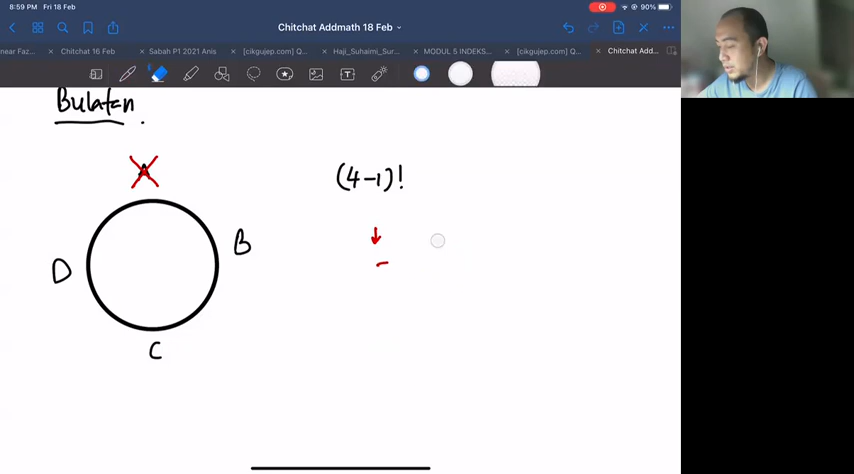 8:59 PM Fri 18 Feb
90%
Chitchat Addmath 18 Feb
near Faz...
Chitchat 16 Feb
Sabah P1 2021 Anis
[cikgujep.com] Q...
Haji_Suhaimi_Sur...
MODUL 5 INDEKS...
[cikgujep.com] Q...
Chitchat Add...
Bulatan
A
(4-1)!
B
D
C